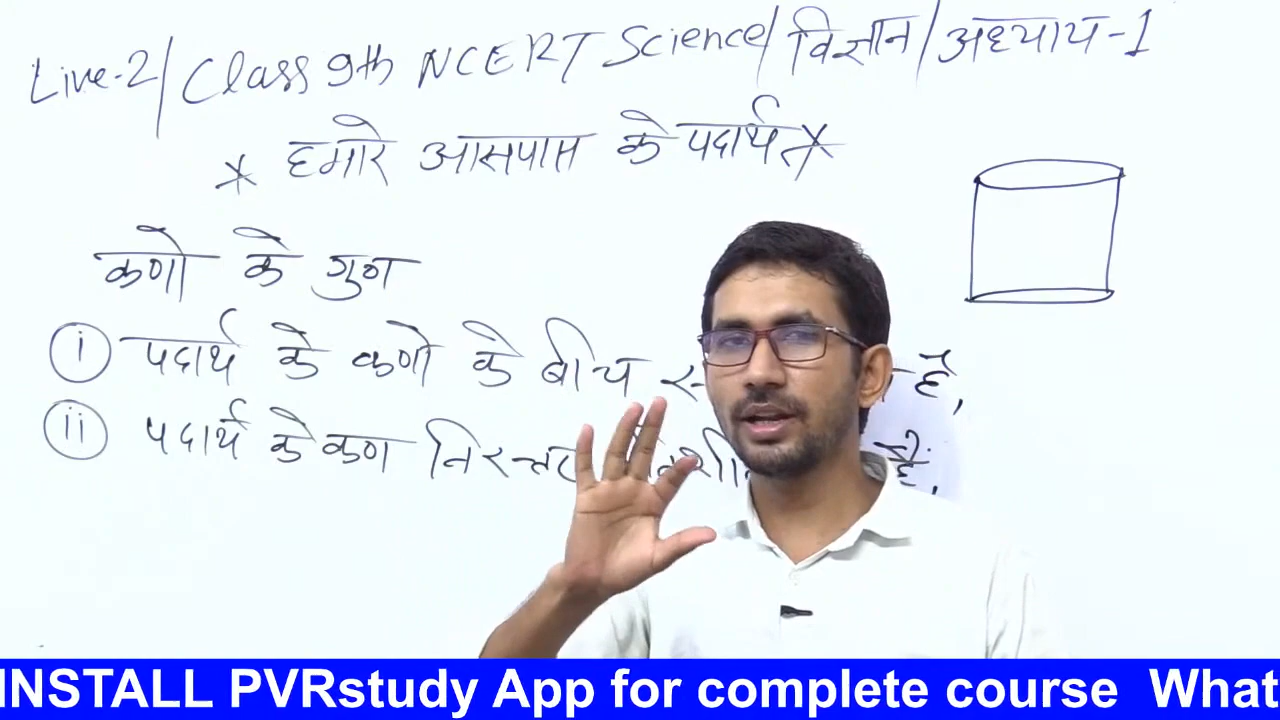 Live-2/Class 9th NCERT Science/विज्ञान/अध्याय-1
* हमारे आसपास के पदार्थ *
कणो के गुण
i पदार्थ के कणो के बीच है,
ii पदार्थ के कण निरन्तर हैं,
INSTALL PVRstudy App for complete course What